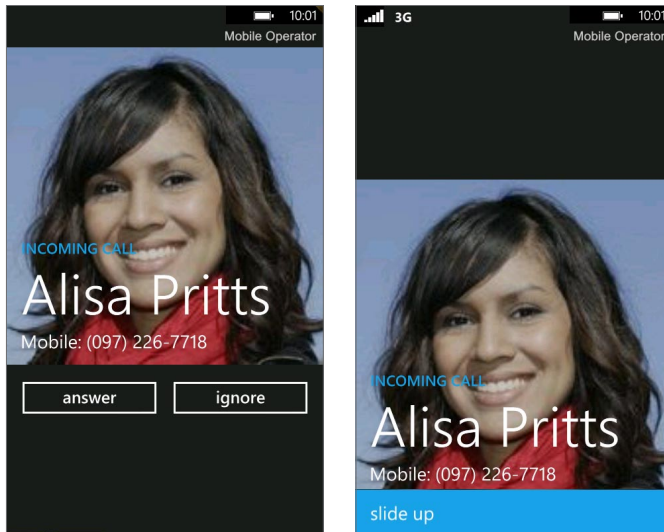 10:01
Mobile Operator
INCOMING CALL
Alisa Pritts
Mobile: (097) 226-7718
answer
ignore
3G
10:01
Mobile Operator
INCOMING CALL
Alisa Pritts
Mobile: (097) 226-7718
slide up